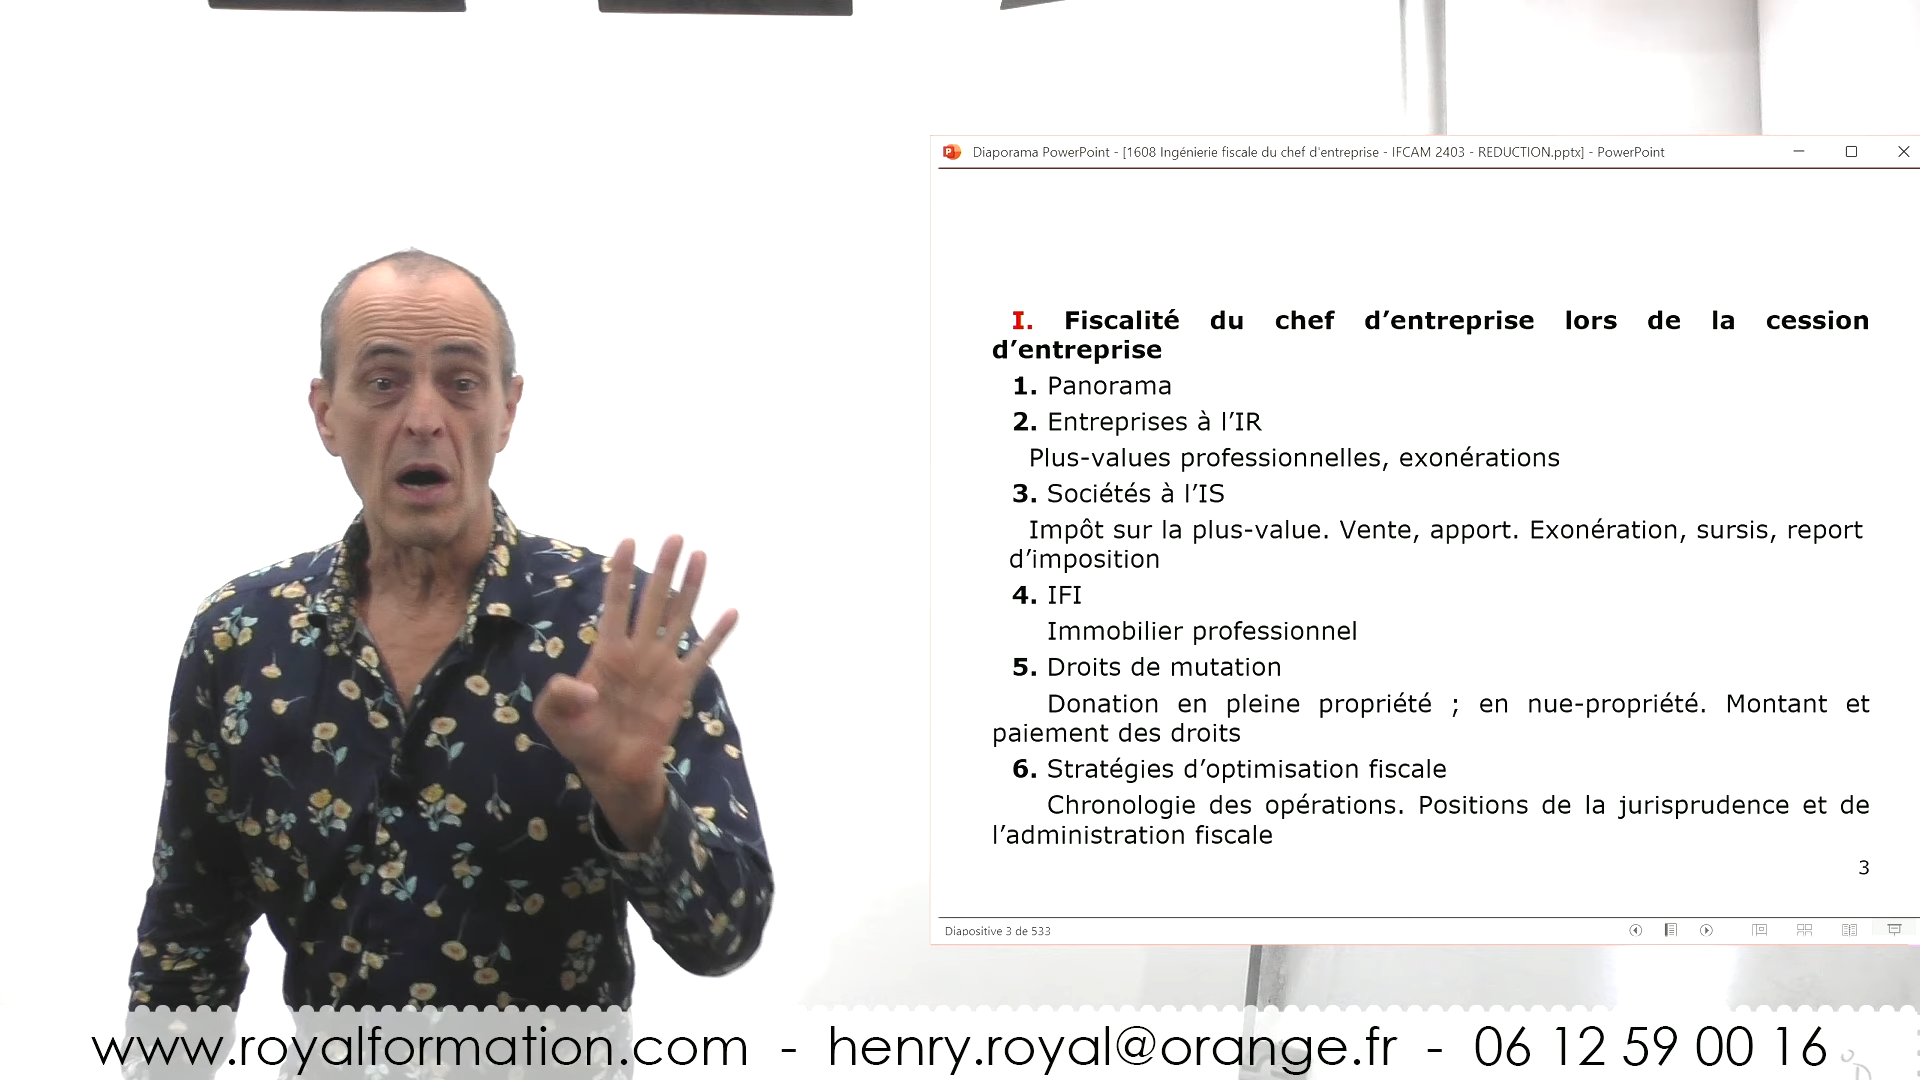 Diaporama PowerPoint - [1608 Ingénierie fiscale du chef d'entreprise - IFCAM 2403 - REDUCTION.pptx] - PowerPoint
I. Fiscalité du chef d’entreprise lors de la cession
d’entreprise
1. Panorama
2. Entreprises à l’IR
Plus-values professionnelles, exonérations
3. Sociétés à l’IS
Impôt sur la plus-value. Vente, apport. Exonération, sursis, report
d’imposition
4. IFI
Immobilier professionnel
5. Droits de mutation
Donation en pleine propriété ; en nue-propriété. Montant et
paiement des droits
6. Stratégies d’optimisation fiscale
Chronologie des opérations. Positions de la jurisprudence et de
l’administration fiscale
3
Diapositive 3 de 533
www.royalformation.com - henry.royal@orange.fr - 06 12 59 00 16